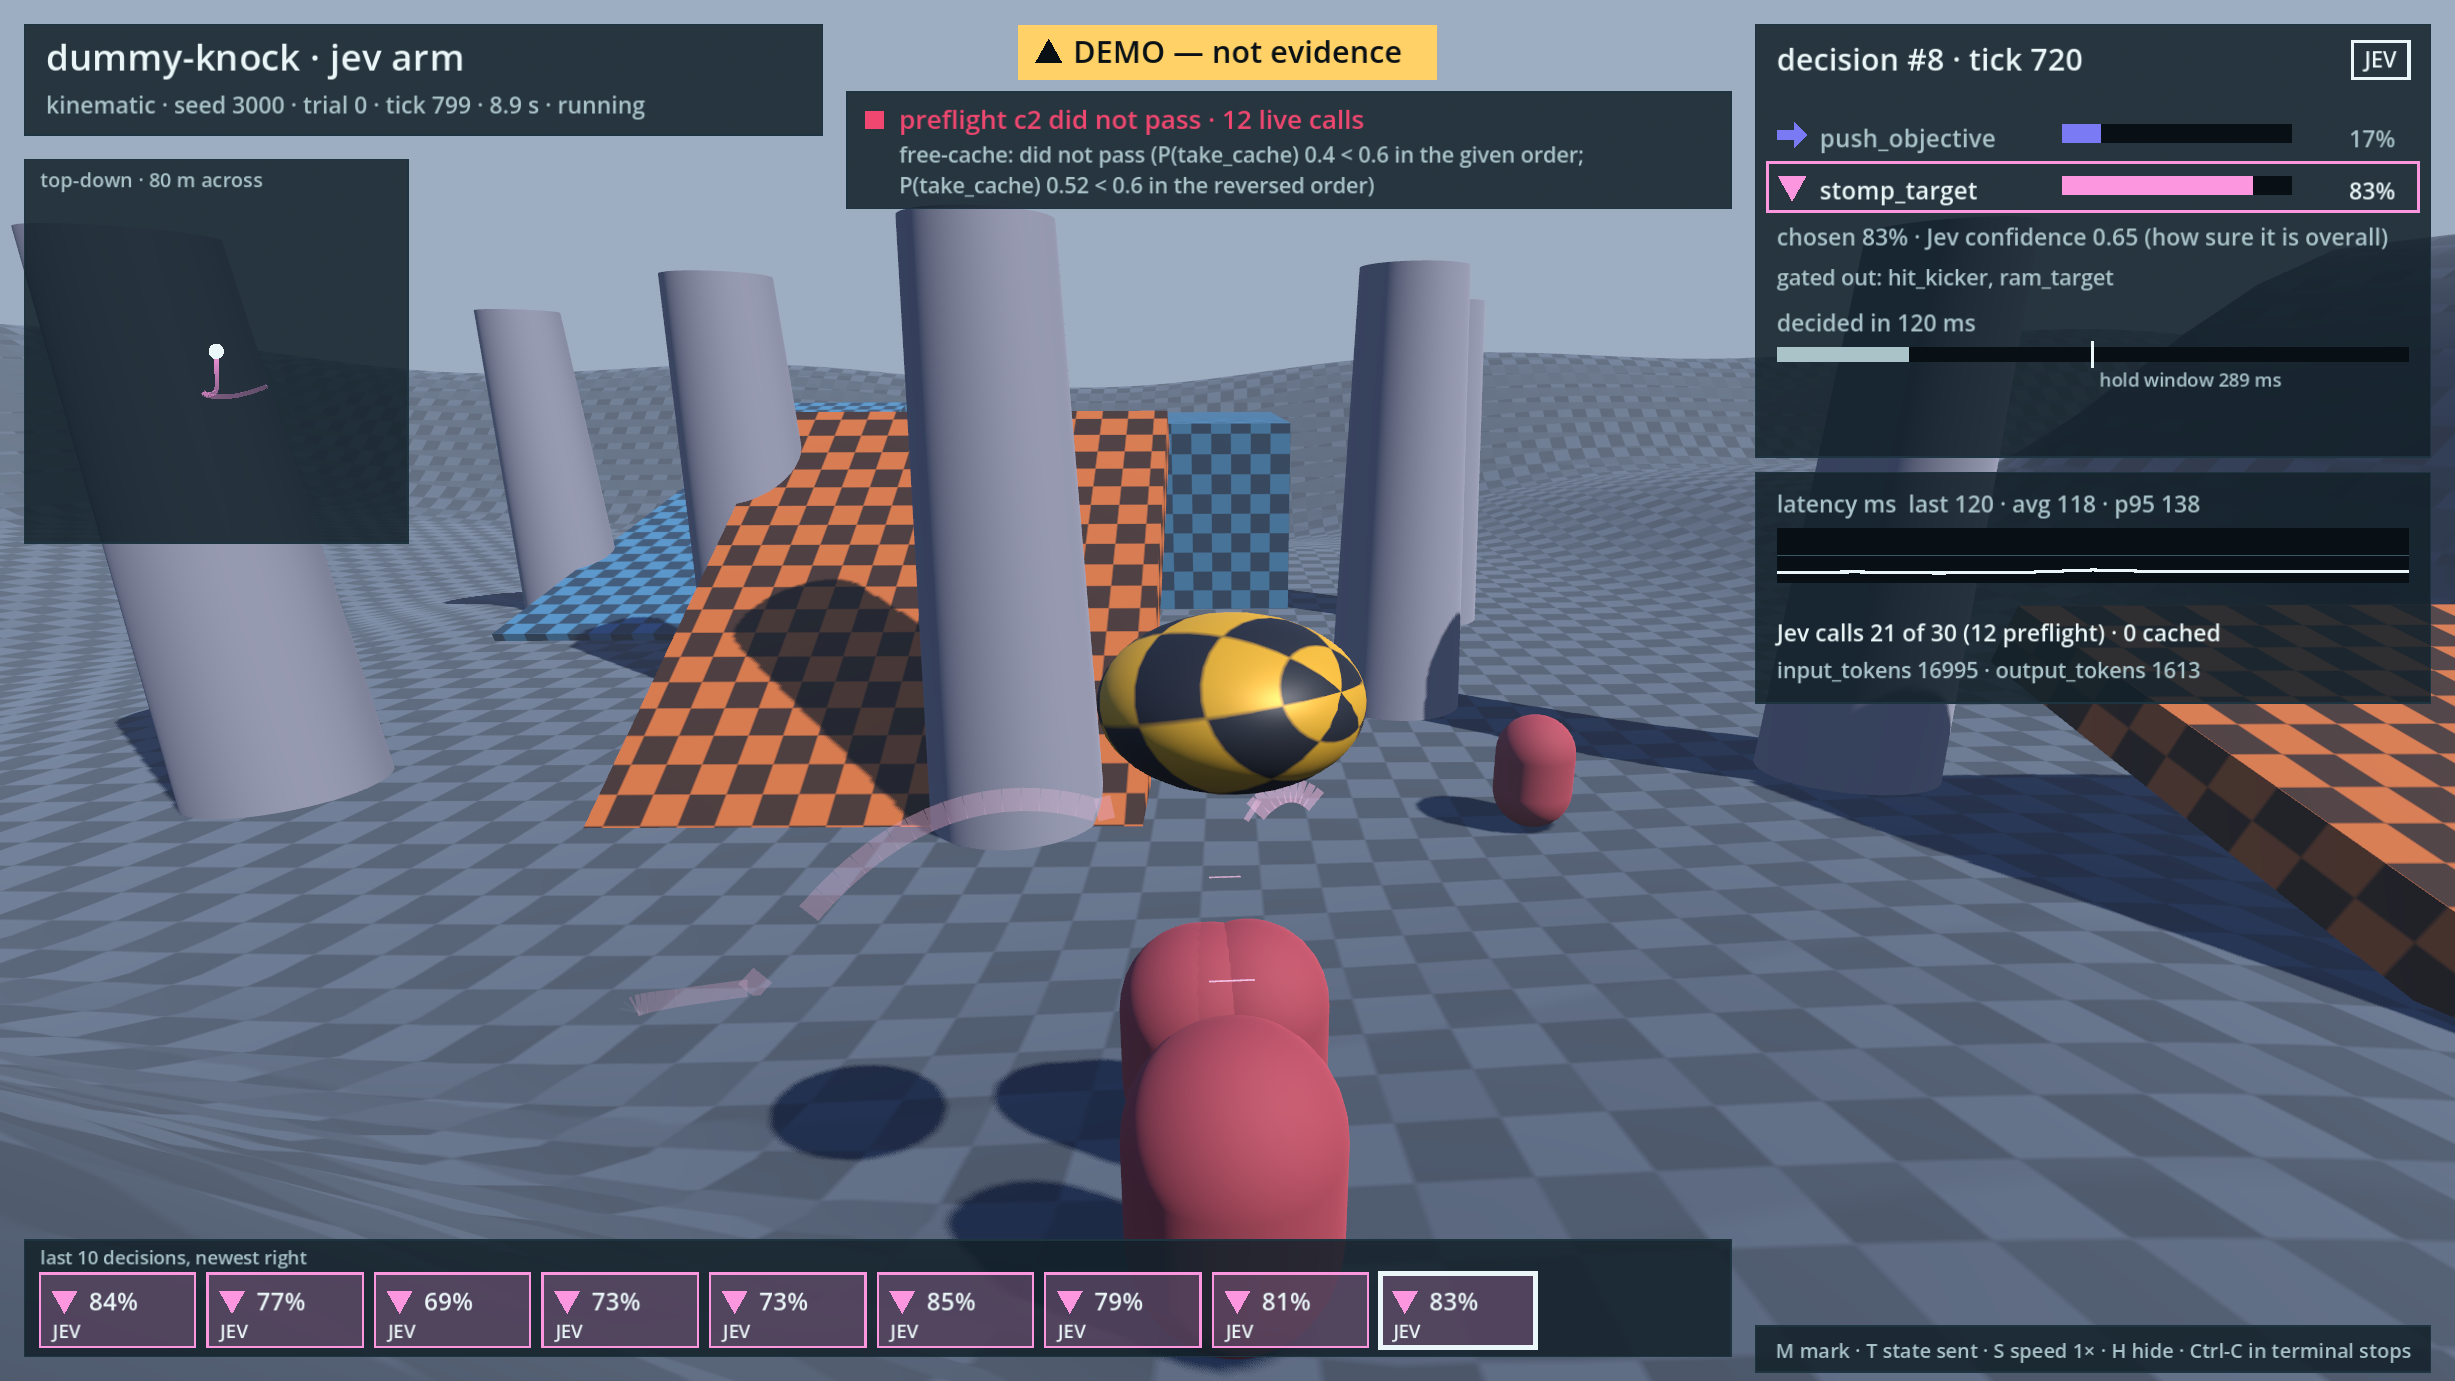 dummy-knock · jev arm
kinematic · seed 3000 · trial 0 · tick 799 · 8.9 s · running
top-down · 80 m across
DEMO — not evidence
preflight c2 did not pass · 12 live calls
free-cache: did not pass (P(take_cache) 0.4 < 0.6 in the given order;
P(take_cache) 0.52 < 0.6 in the reversed order)
decision #8 · tick 720
JEV
push_objective 17%
stomp_target 83%
chosen 83% · Jev confidence 0.65 (how sure it is overall)
gated out: hit_kicker, ram_target
decided in 120 ms
hold window 289 ms
latency ms last 120 · avg 118 · p95 138
Jev calls 21 of 30 (12 preflight) · 0 cached
input_tokens 16995 · output_tokens 1613
last 10 decisions, newest right
84% 77% 69% 73% 73% 85% 79% 81% 83%
JEV JEV JEV JEV JEV JEV JEV JEV JEV
M mark · T state sent · S speed 1× · H hide · Ctrl-C in terminal stops